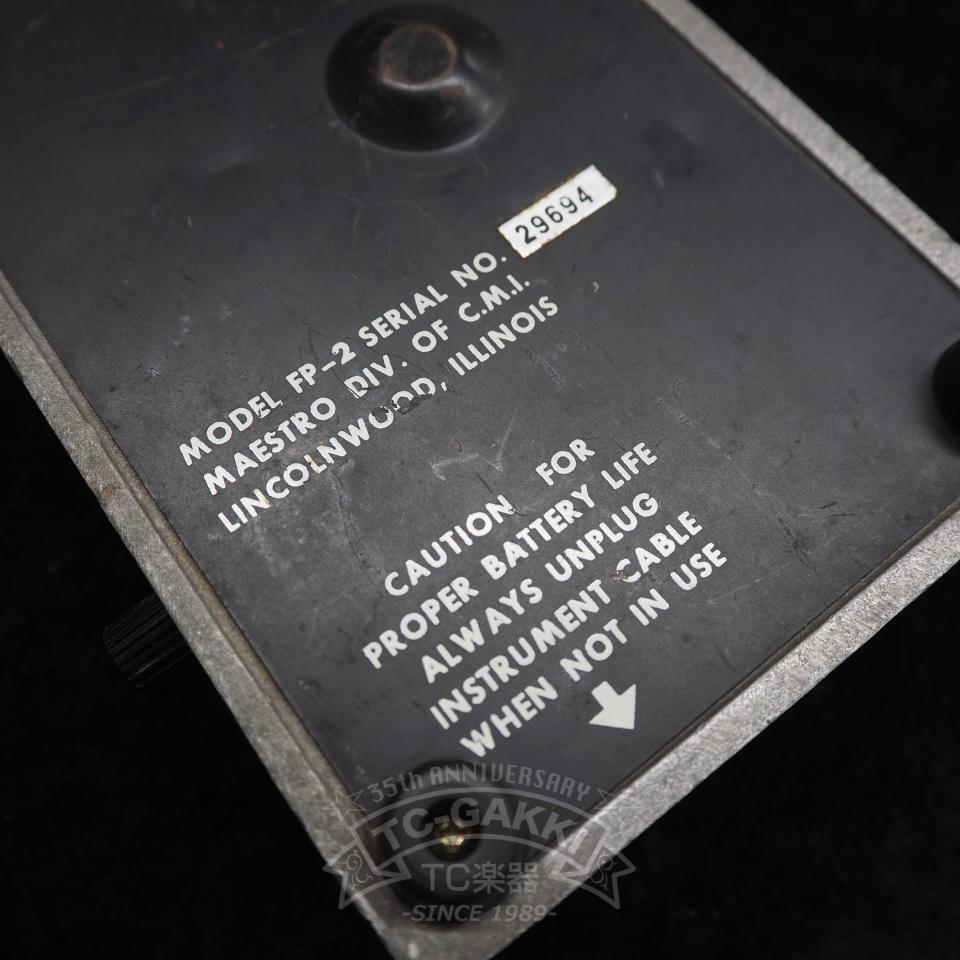 MODEL FP-2 SERIAL NO. 29694
MAESTRO DIV. OF C.M.I.
LINCOLNWOOD, ILLINOIS
CAUTION FOR
PROPER BATTERY LIFE
ALWAYS UNPLUG
INSTRUMENT CABLE
WHEN NOT IN USE
35th ANNIVERSARY
TC-GAKKI
TC楽器
-SINCE 1989-